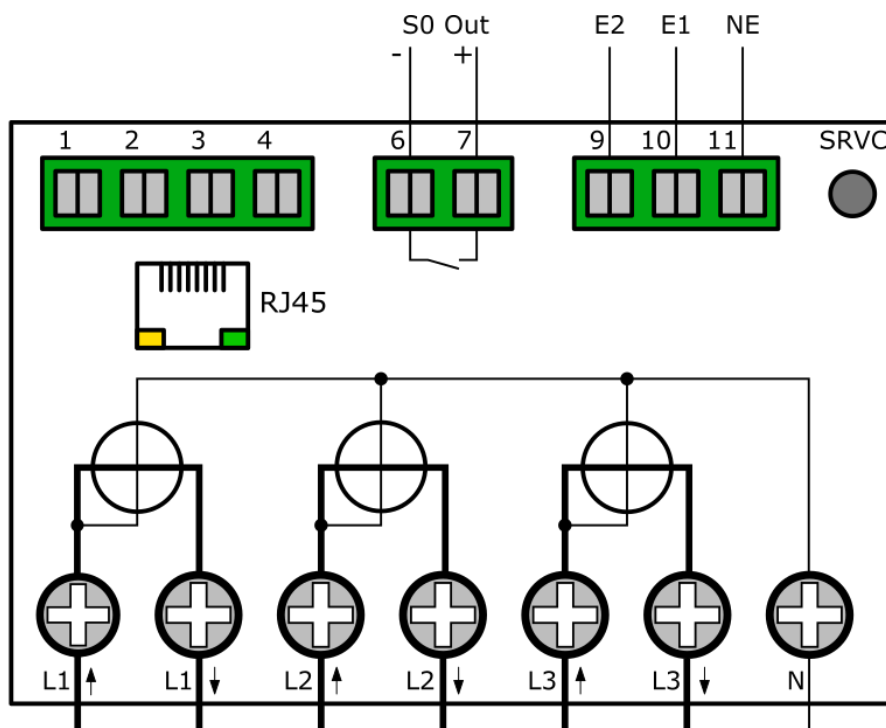 S0 Out E2 E1 NE
- +
1 2 3 4 6 7 9 10 11 SRVC
RJ45
L1 L1 L2 L2 L3 L3 N